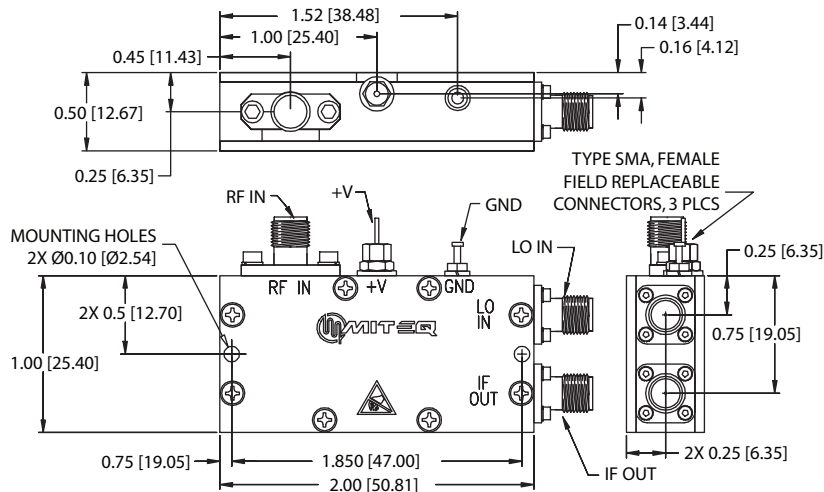 1.52 [38.48]
1.00 [25.40]
0.45 [11.43]
0.14 [3.44]
0.16 [4.12]
0.50 [12.67]
0.25 [6.35]
TYPE SMA, FEMALE
FIELD REPLACEABLE
CONNECTORS, 3 PLCS
RF IN
+V
GND
LO IN
MOUNTING HOLES
2X Ø0.10 [Ø2.54]
0.25 [6.35]
RF IN
+V
GND
2X 0.5 [12.70]
LO
IN
0.75 [19.05]
MITEQ
1.00 [25.40]
IF
OUT
0.75 [19.05]
1.850 [47.00]
2X 0.25 [6.35]
IF OUT
2.00 [50.81]